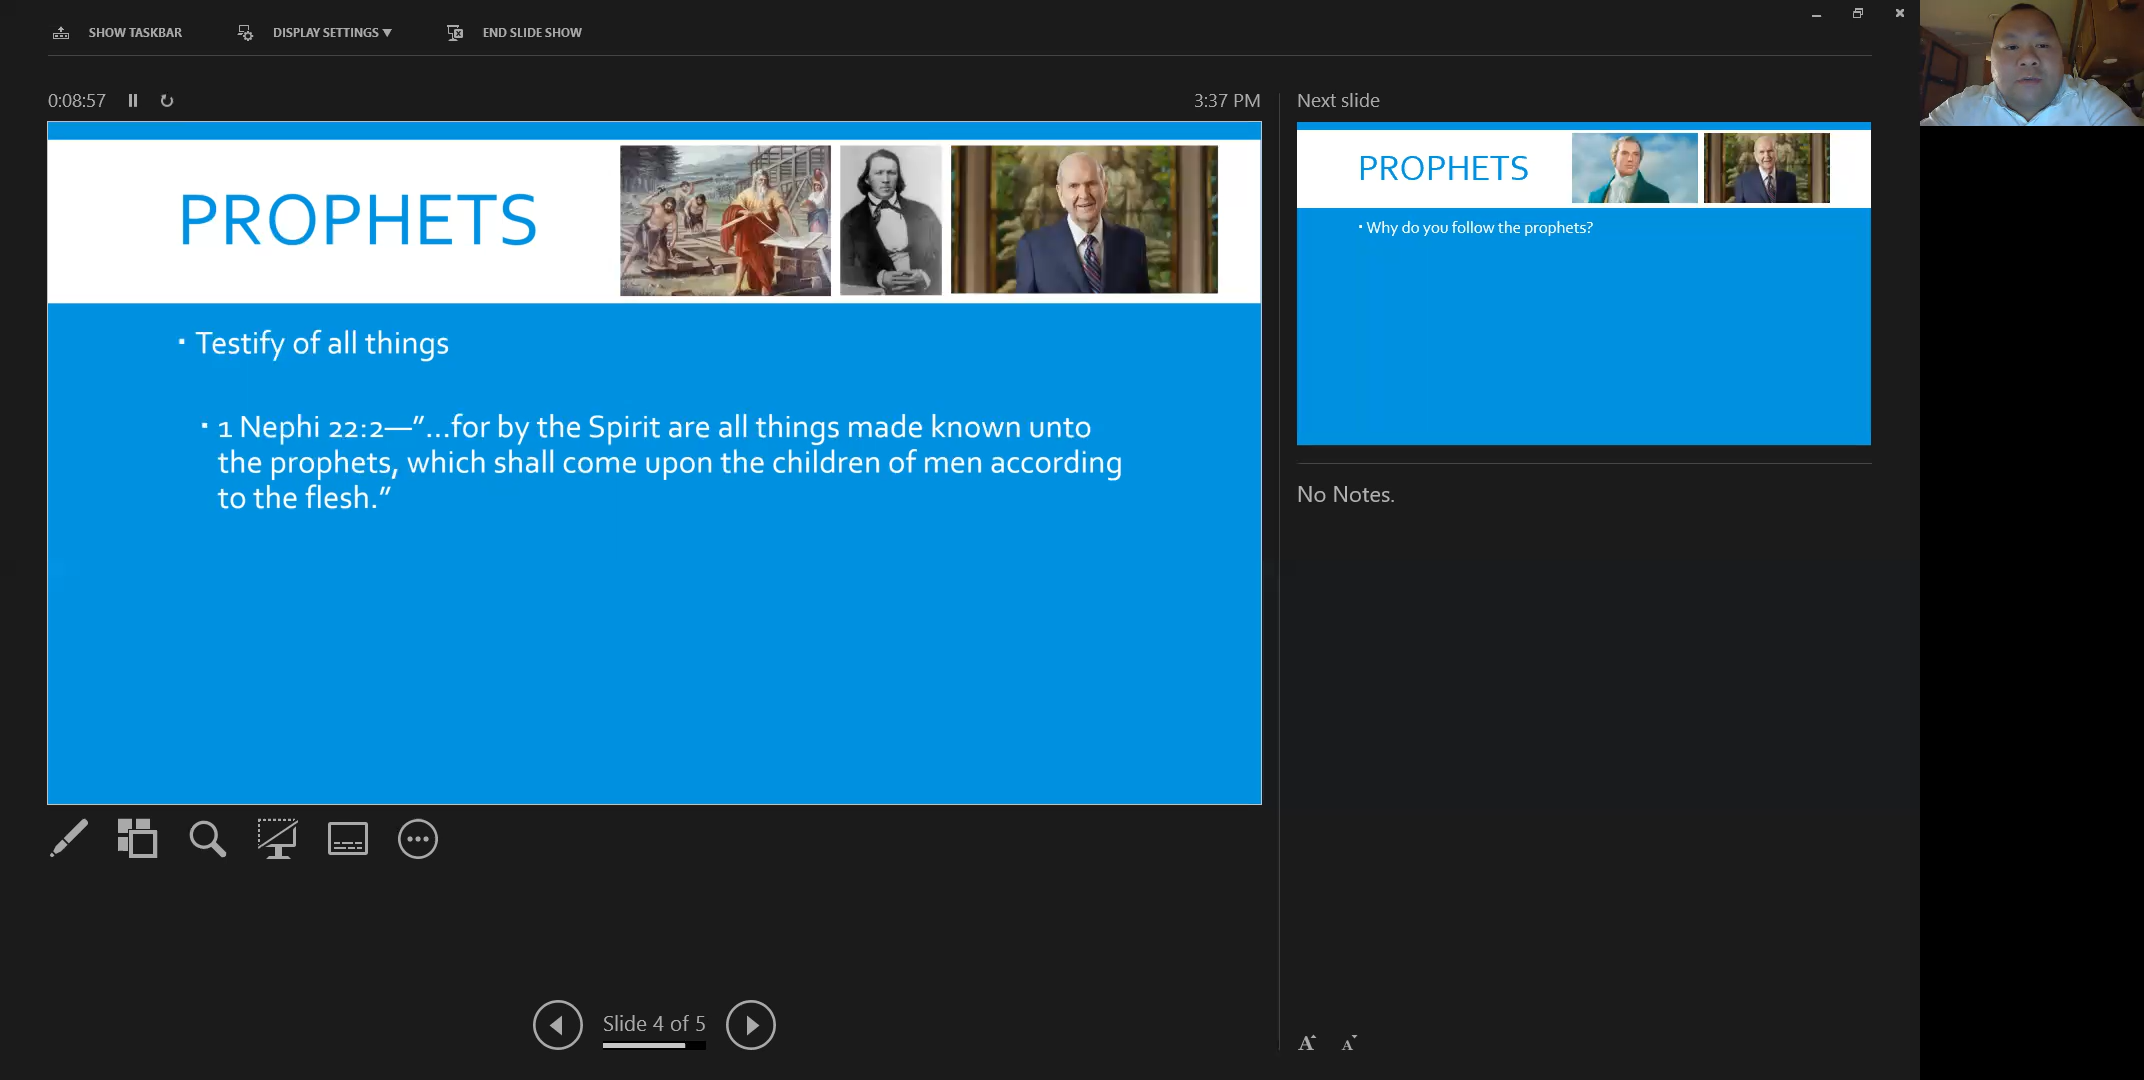 SHOW TASKBAR
DISPLAY SETTINGS ▼
END SLIDE SHOW
0:08:57
3:37 PM
PROPHETS
▪ Testify of all things
▪ 1 Nephi 22:2—"…for by the Spirit are all things made known unto
the prophets, which shall come upon the children of men according
to the flesh."
Slide 4 of 5
Next slide
PROPHETS
▪ Why do you follow the prophets?
No Notes.
A A